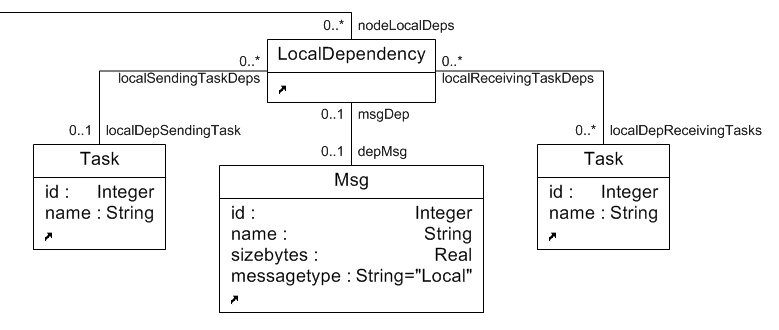 0..* nodeLocalDeps
LocalDependency
0..* 0..*
localSendingTaskDeps localReceivingTaskDeps
0..1 msgDep
0..1 localDepSendingTask
0..* localDepReceivingTasks
0..1 depMsg
Task
id : Integer
name : String
Msg
id : Integer
name : String
sizebytes : Real
messagetype : String="Local"
Task
id : Integer
name : String